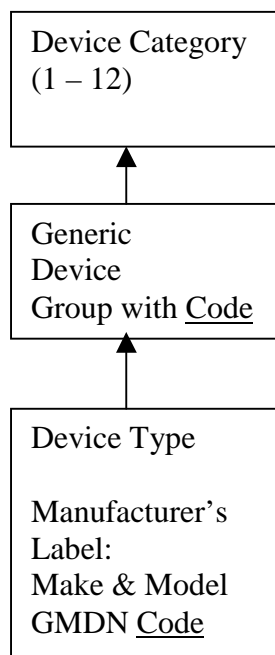 Device Category
(1 – 12)
Generic
Device
Group with Code
Device Type
Manufacturer's
Label:
Make & Model
GMDN Code